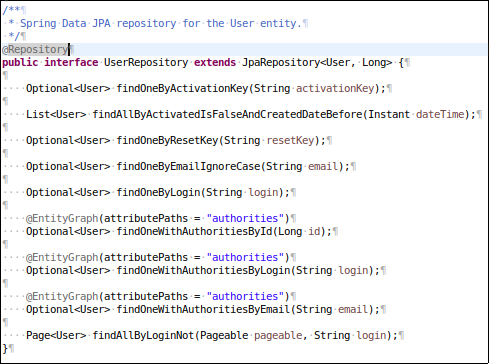 /**
 * Spring Data JPA repository for the User entity.
 */
@Repository
public interface UserRepository extends JpaRepository<User, Long> {

    Optional<User> findOneByActivationKey(String activationKey);

    List<User> findAllByActivatedIsFalseAndCreatedDateBefore(Instant dateTime);

    Optional<User> findOneByResetKey(String resetKey);

    Optional<User> findOneByEmailIgnoreCase(String email);

    Optional<User> findOneByLogin(String login);

    @EntityGraph(attributePaths = "authorities")
    Optional<User> findOneWithAuthoritiesById(Long id);

    @EntityGraph(attributePaths = "authorities")
    Optional<User> findOneWithAuthoritiesByLogin(String login);

    @EntityGraph(attributePaths = "authorities")
    Optional<User> findOneWithAuthoritiesByEmail(String email);

    Page<User> findAllByLoginNot(Pageable pageable, String login);
}